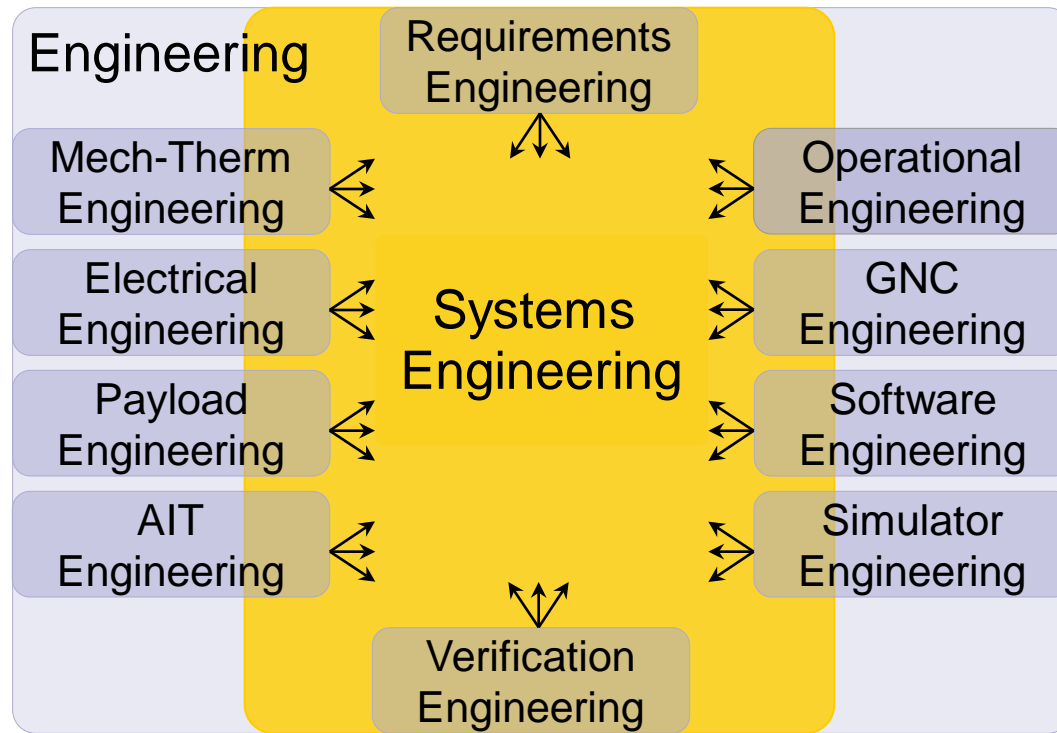 Engineering
Requirements
Engineering
Mech-Therm
Engineering
Operational
Engineering
Electrical
Engineering
Systems
Engineering
GNC
Engineering
Payload
Engineering
Software
Engineering
AIT
Engineering
Simulator
Engineering
Verification
Engineering